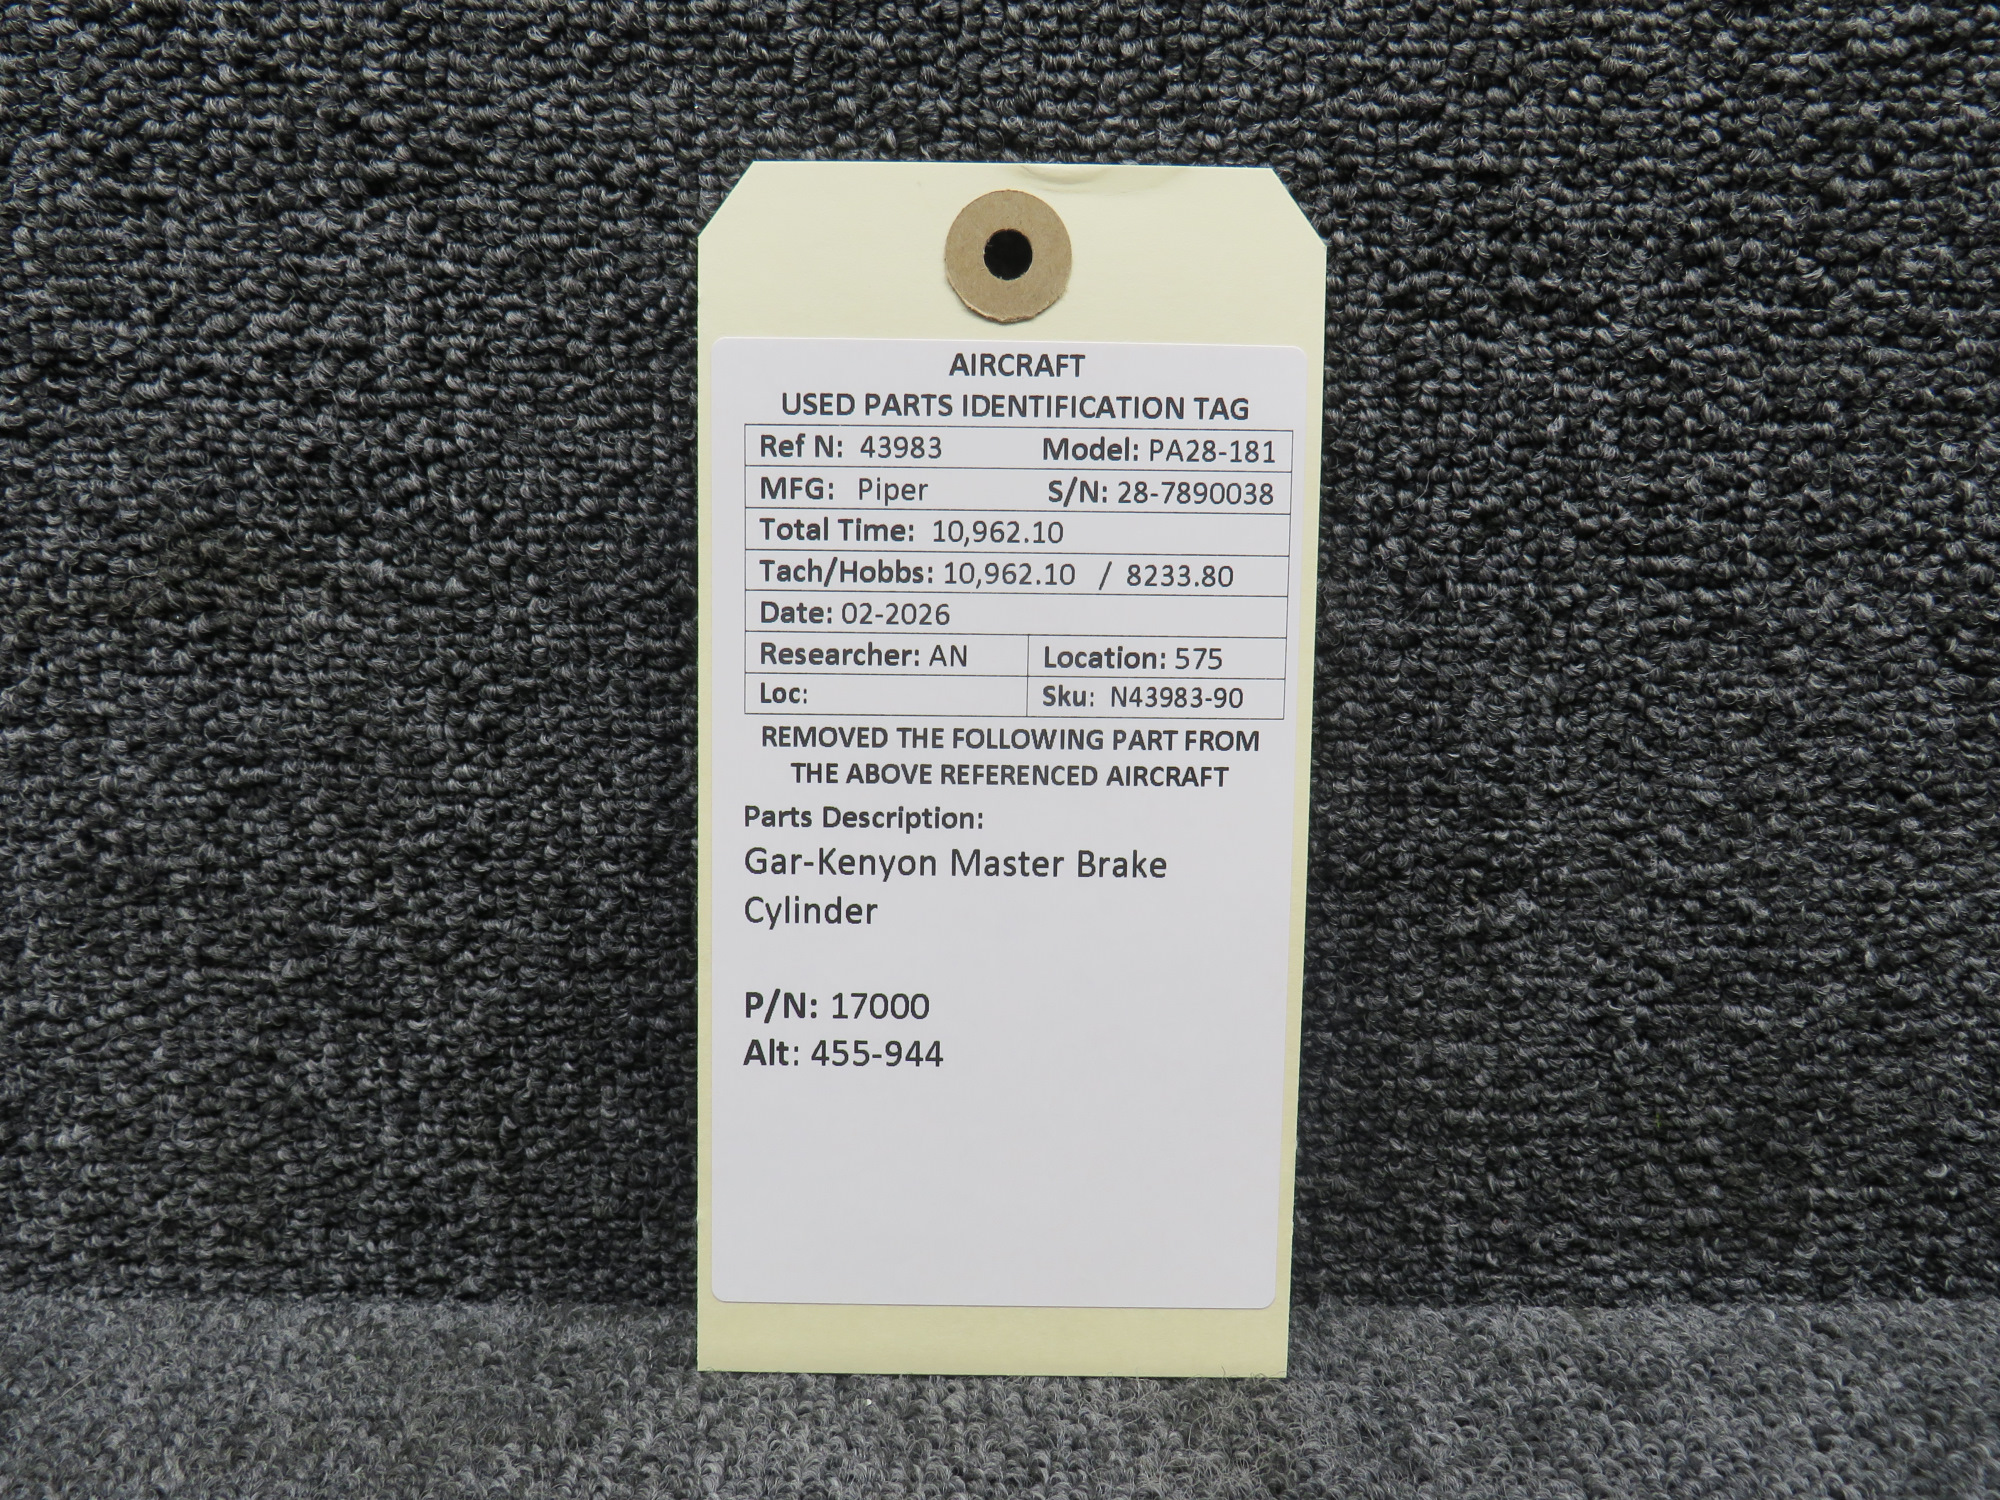 AIRCRAFT
USED PARTS IDENTIFICATION TAG
Ref N: 43983 Model: PA28-181
MFG: Piper S/N: 28-7890038
Total Time: 10,962.10
Tach/Hobbs: 10,962.10 / 8233.80
Date: 02-2026
Researcher: AN Location: 575
Loc: Sku: N43983-90
REMOVED THE FOLLOWING PART FROM
THE ABOVE REFERENCED AIRCRAFT
Parts Description:
Gar-Kenyon Master Brake
Cylinder
P/N: 17000
Alt: 455-944